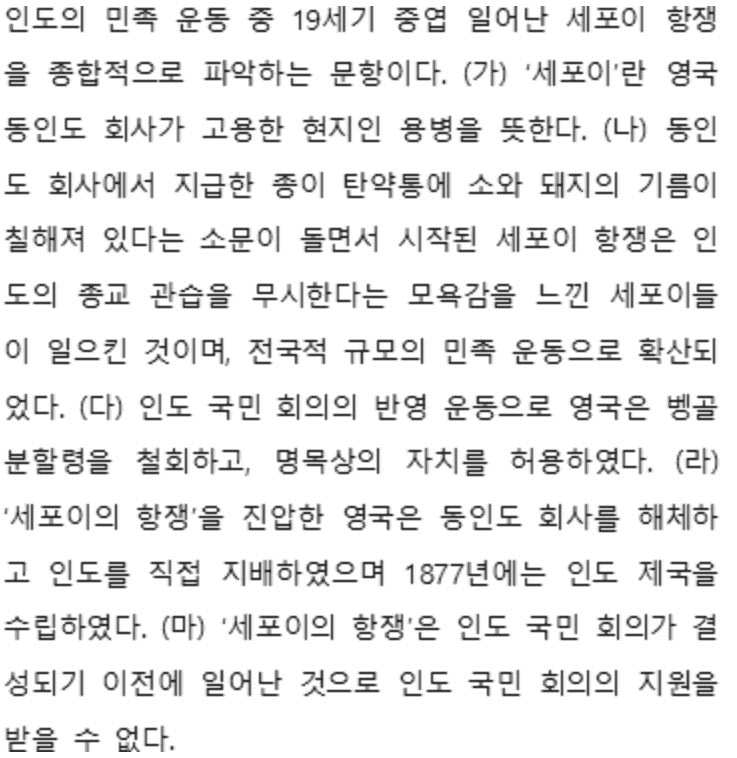 인도의 민족 운동 중 19세기 중엽 일어난 세포이 항쟁
을 종합적으로 파악하는 문항이다. (가) ‘세포이’란 영국
동인도 회사가 고용한 현지인 용병을 뜻한다. (나) 동인
도 회사에서 지급한 종이 탄약통에 소와 돼지의 기름이
칠해져 있다는 소문이 돌면서 시작된 세포이 항쟁은 인
도의 종교 관습을 무시한다는 모욕감을 느낀 세포이들
이 일으킨 것이며, 전국적 규모의 민족 운동으로 확산되
었다. (다) 인도 국민 회의의 반영 운동으로 영국은 벵골
분할령을 철회하고, 명목상의 자치를 허용하였다. (라)
‘세포이의 항쟁’을 진압한 영국은 동인도 회사를 해체하
고 인도를 직접 지배하였으며 1877년에는 인도 제국을
수립하였다. (마) ‘세포이의 항쟁’은 인도 국민 회의가 결
성되기 이전에 일어난 것으로 인도 국민 회의의 지원을
받을 수 없다.